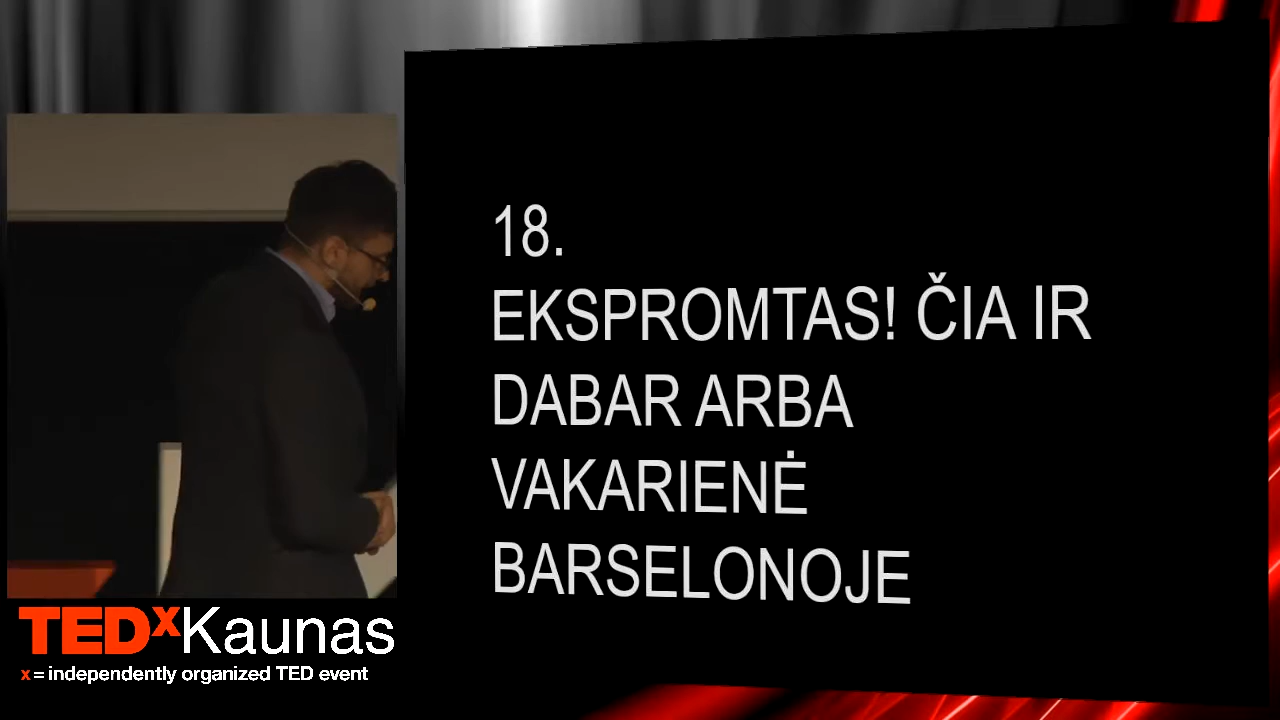 18.
EKSPROMTAS! ČIA IR
DABAR ARBA
VAKARIENĖ
BARSELONOJE
TEDxKaunas
x = independently organized TED event